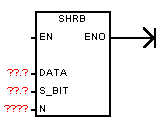 SHRB
EN ENO
??.? DATA
??.? S_BIT
???? N